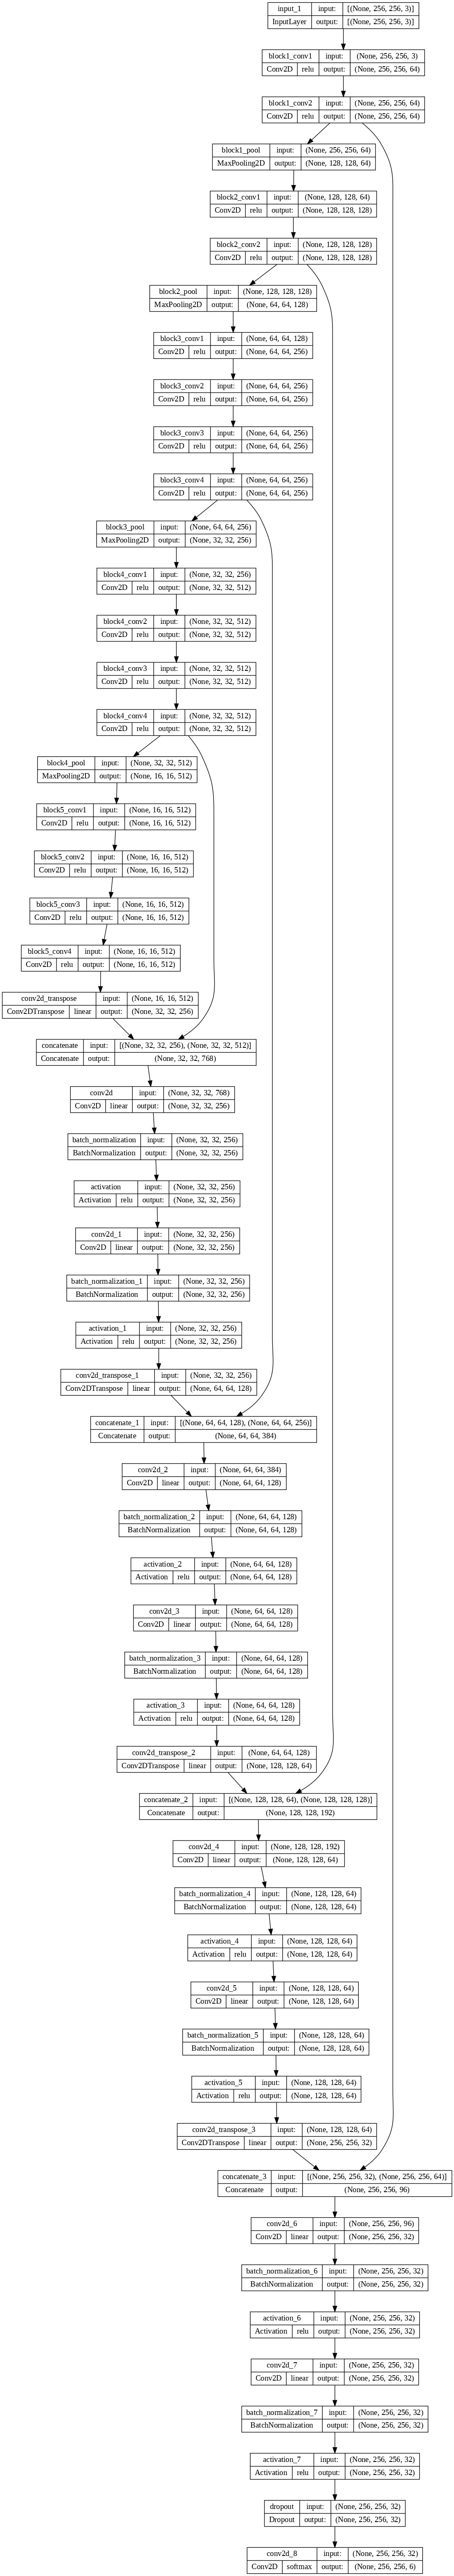 input_1 input: [(None, 256, 256, 3)]
InputLayer output: [(None, 256, 256, 3)]
block1_conv1 input: (None, 256, 256, 3)
Conv2D relu output: (None, 256, 256, 64)
block1_conv2 input: (None, 256, 256, 64)
Conv2D relu output: (None, 256, 256, 64)
block1_pool input: (None, 256, 256, 64)
MaxPooling2D output: (None, 128, 128, 64)
block2_conv1 input: (None, 128, 128, 64)
Conv2D relu output: (None, 128, 128, 128)
block2_conv2 input: (None, 128, 128, 128)
Conv2D relu output: (None, 128, 128, 128)
block2_pool input: (None, 128, 128, 128)
MaxPooling2D output: (None, 64, 64, 128)
block3_conv1 input: (None, 64, 64, 128)
Conv2D relu output: (None, 64, 64, 256)
block3_conv2 input: (None, 64, 64, 256)
Conv2D relu output: (None, 64, 64, 256)
block3_conv3 input: (None, 64, 64, 256)
Conv2D relu output: (None, 64, 64, 256)
block3_conv4 input: (None, 64, 64, 256)
Conv2D relu output: (None, 64, 64, 256)
block3_pool input: (None, 64, 64, 256)
MaxPooling2D output: (None, 32, 32, 256)
block4_conv1 input: (None, 32, 32, 256)
Conv2D relu output: (None, 32, 32, 512)
block4_conv2 input: (None, 32, 32, 512)
Conv2D relu output: (None, 32, 32, 512)
block4_conv3 input: (None, 32, 32, 512)
Conv2D relu output: (None, 32, 32, 512)
block4_conv4 input: (None, 32, 32, 512)
Conv2D relu output: (None, 32, 32, 512)
block4_pool input: (None, 32, 32, 512)
MaxPooling2D output: (None, 16, 16, 512)
block5_conv1 input: (None, 16, 16, 512)
Conv2D relu output: (None, 16, 16, 512)
block5_conv2 input: (None, 16, 16, 512)
Conv2D relu output: (None, 16, 16, 512)
block5_conv3 input: (None, 16, 16, 512)
Conv2D relu output: (None, 16, 16, 512)
block5_conv4 input: (None, 16, 16, 512)
Conv2D relu output: (None, 16, 16, 512)
conv2d_transpose input: (None, 16, 16, 512)
Conv2DTranspose linear output: (None, 32, 32, 256)
concatenate input: [(None, 32, 32, 256), (None, 32, 32, 512)]
Concatenate output: (None, 32, 32, 768)
conv2d input: (None, 32, 32, 768)
Conv2D linear output: (None, 32, 32, 256)
batch_normalization input: (None, 32, 32, 256)
BatchNormalization output: (None, 32, 32, 256)
activation input: (None, 32, 32, 256)
Activation relu output: (None, 32, 32, 256)
conv2d_1 input: (None, 32, 32, 256)
Conv2D linear output: (None, 32, 32, 256)
batch_normalization_1 input: (None, 32, 32, 256)
BatchNormalization output: (None, 32, 32, 256)
activation_1 input: (None, 32, 32, 256)
Activation relu output: (None, 32, 32, 256)
conv2d_transpose_1 input: (None, 32, 32, 256)
Conv2DTranspose linear output: (None, 64, 64, 128)
concatenate_1 input: [(None, 64, 64, 128), (None, 64, 64, 256)]
Concatenate output: (None, 64, 64, 384)
conv2d_2 input: (None, 64, 64, 384)
Conv2D linear output: (None, 64, 64, 128)
batch_normalization_2 input: (None, 64, 64, 128)
BatchNormalization output: (None, 64, 64, 128)
activation_2 input: (None, 64, 64, 128)
Activation relu output: (None, 64, 64, 128)
conv2d_3 input: (None, 64, 64, 128)
Conv2D linear output: (None, 64, 64, 128)
batch_normalization_3 input: (None, 64, 64, 128)
BatchNormalization output: (None, 64, 64, 128)
activation_3 input: (None, 64, 64, 128)
Activation relu output: (None, 64, 64, 128)
conv2d_transpose_2 input: (None, 64, 64, 128)
Conv2DTranspose linear output: (None, 128, 128, 64)
concatenate_2 input: [(None, 128, 128, 64), (None, 128, 128, 128)]
Concatenate output: (None, 128, 128, 192)
conv2d_4 input: (None, 128, 128, 192)
Conv2D linear output: (None, 128, 128, 64)
batch_normalization_4 input: (None, 128, 128, 64)
BatchNormalization output: (None, 128, 128, 64)
activation_4 input: (None, 128, 128, 64)
Activation relu output: (None, 128, 128, 64)
conv2d_5 input: (None, 128, 128, 64)
Conv2D linear output: (None, 128, 128, 64)
batch_normalization_5 input: (None, 128, 128, 64)
BatchNormalization output: (None, 128, 128, 64)
activation_5 input: (None, 128, 128, 64)
Activation relu output: (None, 128, 128, 64)
conv2d_transpose_3 input: (None, 128, 128, 64)
Conv2DTranspose linear output: (None, 256, 256, 32)
concatenate_3 input: [(None, 256, 256, 32), (None, 256, 256, 64)]
Concatenate output: (None, 256, 256, 96)
conv2d_6 input: (None, 256, 256, 96)
Conv2D linear output: (None, 256, 256, 32)
batch_normalization_6 input: (None, 256, 256, 32)
BatchNormalization output: (None, 256, 256, 32)
activation_6 input: (None, 256, 256, 32)
Activation relu output: (None, 256, 256, 32)
conv2d_7 input: (None, 256, 256, 32)
Conv2D linear output: (None, 256, 256, 32)
batch_normalization_7 input: (None, 256, 256, 32)
BatchNormalization output: (None, 256, 256, 32)
activation_7 input: (None, 256, 256, 32)
Activation relu output: (None, 256, 256, 32)
dropout input: (None, 256, 256, 32)
Dropout output: (None, 256, 256, 32)
conv2d_8 input: (None, 256, 256, 32)
Conv2D softmax output: (None, 256, 256, 6)